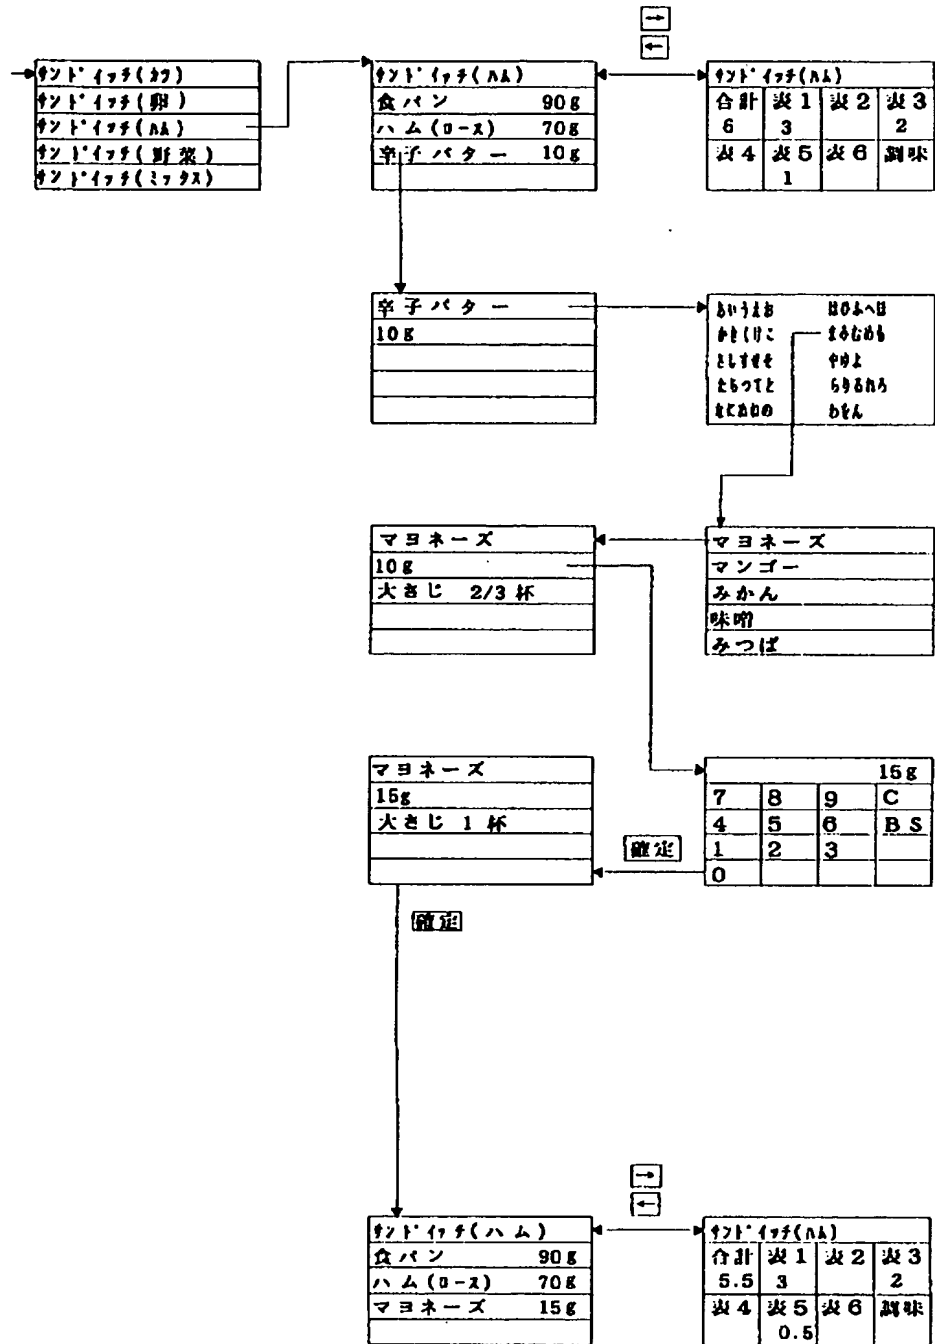 →
←
サンドイッチ(カツ)
サンドイッチ(卵)
サンドイッチ(ハム)
サンドイッチ(野菜)
サンドイッチ(ミックス)
サンドイッチ(ハム)
食パン 90g
ハム(ロース) 70g
辛子バター 10g
サンドイッチ(ハム)
合計 表1 表2 表3
6 3 2
表4 表5 表6 調味
1
辛子バター
10g
あいうえお はひふへほ
かきくけこ まみむめも
さしすせそ やゆよ
たちつてと らりるれろ
なにぬねの わをん
マヨネーズ
10g
大さじ 2/3杯
マヨネーズ
マンゴー
みかん
味噌
みつば
マヨネーズ
15g
大さじ 1杯
確定
15g
7 8 9 C
4 5 6 BS
1 2 3
0
確定
→
←
サンドイッチ(ハム)
食パン 90g
ハム(ロース) 70g
マヨネーズ 15g
サンドイッチ(ハム)
合計 表1 表2 表3
5.5 3 2
表4 表5 表6 調味
0.5